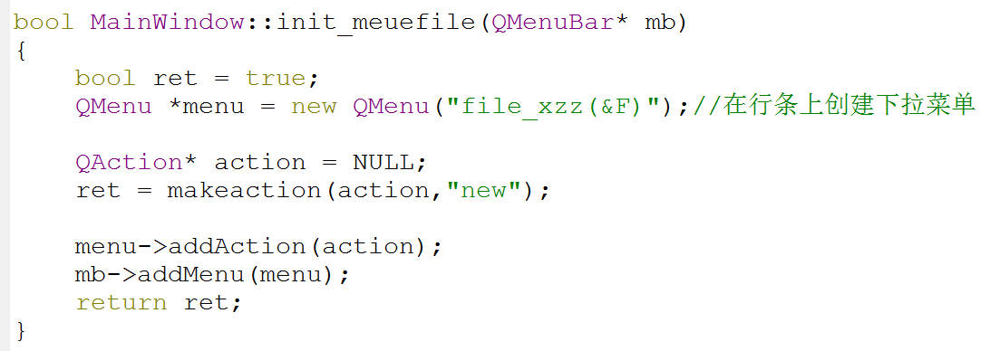 bool MainWindow::init_meuefile(QMenuBar* mb)
{
    bool ret = true;
    QMenu *menu = new QMenu("file_xzz(&F)");//在行条上创建下拉菜单
    QAction* action = NULL;
    ret = makeaction(action,"new");
    menu->addAction(action);
    mb->addMenu(menu);
    return ret;
}